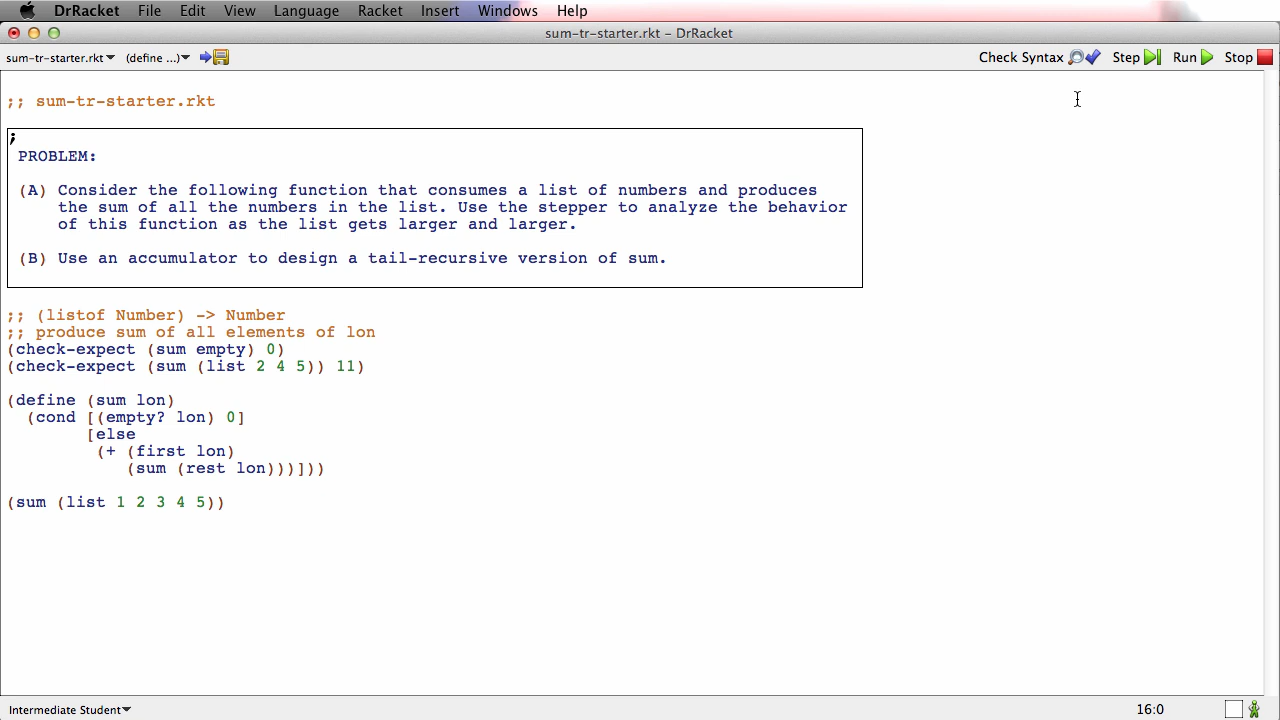 DrRacket File Edit View Language Racket Insert Windows Help
sum-tr-starter.rkt - DrRacket
sum-tr-starter.rkt (define ...) Check Syntax Step Run Stop
;; sum-tr-starter.rkt
;
PROBLEM:
(A) Consider the following function that consumes a list of numbers and produces
the sum of all the numbers in the list. Use the stepper to analyze the behavior
of this function as the list gets larger and larger.
(B) Use an accumulator to design a tail-recursive version of sum.
;; (listof Number) -> Number
;; produce sum of all elements of lon
(check-expect (sum empty) 0)
(check-expect (sum (list 2 4 5)) 11)
(define (sum lon)
(cond [(empty? lon) 0]
[else
(+ (first lon)
(sum (rest lon)))]))
(sum (list 1 2 3 4 5))
Intermediate Student 16:0